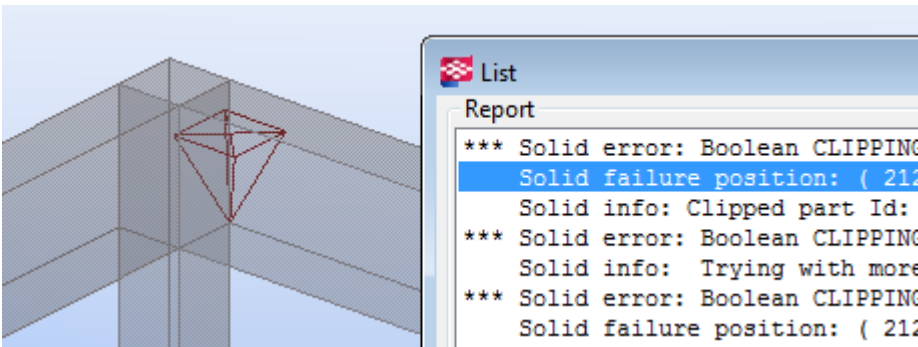 List
Report
*** Solid error: Boolean CLIPPING
Solid failure position: ( 212
Solid info: Clipped part Id:
*** Solid error: Boolean CLIPPING
Solid info:  Trying with more
*** Solid error: Boolean CLIPPING
Solid failure position: ( 212